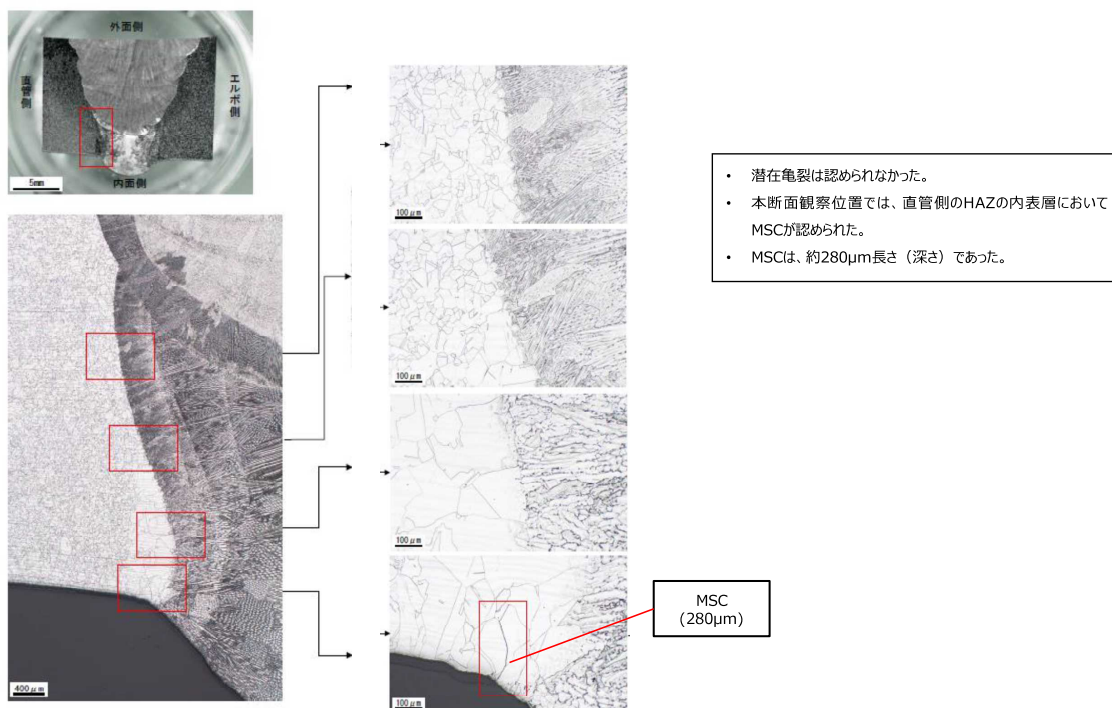 外面側
直管側
エルボ側
内面側
5mm
400μm
100μm
100μm
100μm
100μm
MSC
(280μm)
• 潜在亀裂は認められなかった。
• 本断面観察位置では、直管側のHAZの内表層において
MSCが認められた。
• MSCは、約280μm長さ（深さ）であった。